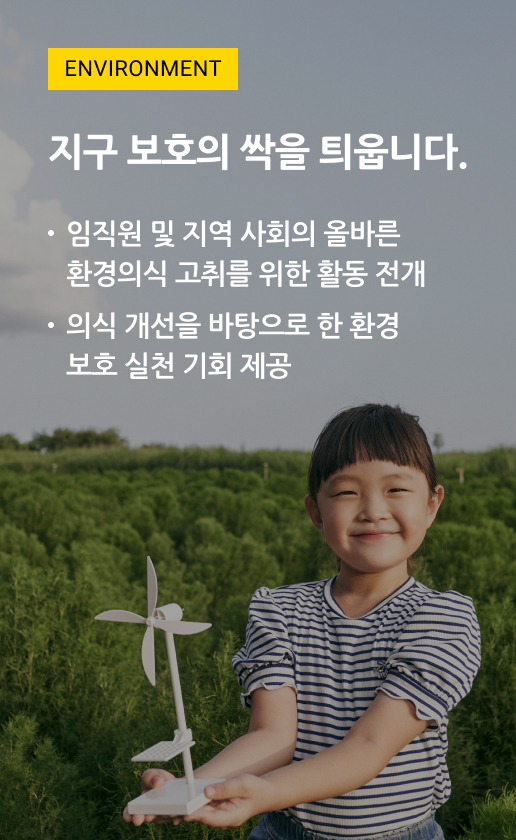 ENVIRONMENT
지구 보호의 싹을 틔웁니다.
• 임직원 및 지역 사회의 올바른
환경의식 고취를 위한 활동 전개
• 의식 개선을 바탕으로 한 환경
보호 실천 기회 제공